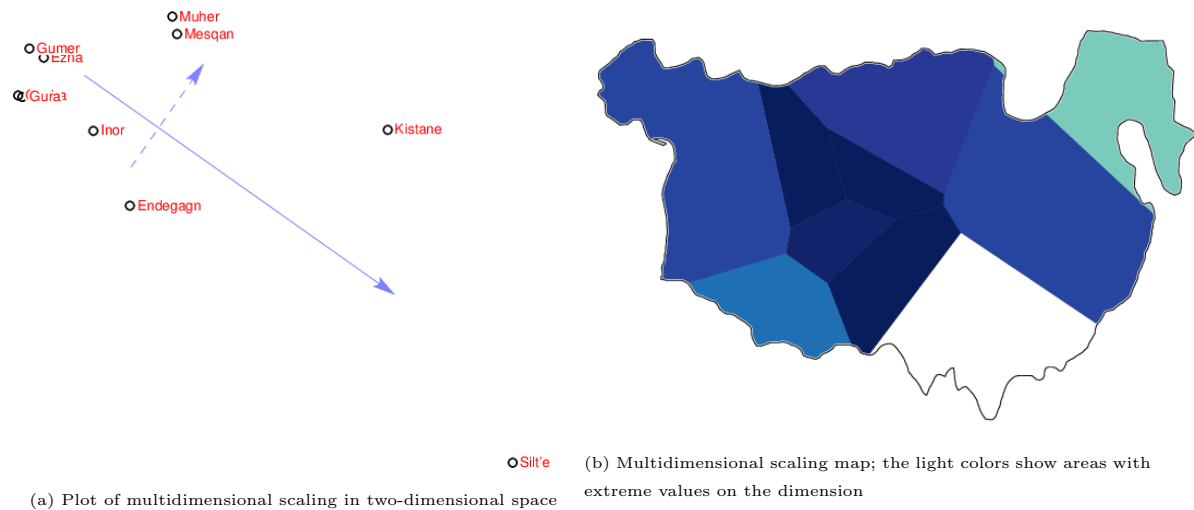 Muher
Mesqan
Gumer
Ezha
Gura
Inor
Kistane
Endegagn
Silt'e
(a) Plot of multidimensional scaling in two-dimensional space
(b) Multidimensional scaling map; the light colors show areas with
extreme values on the dimension